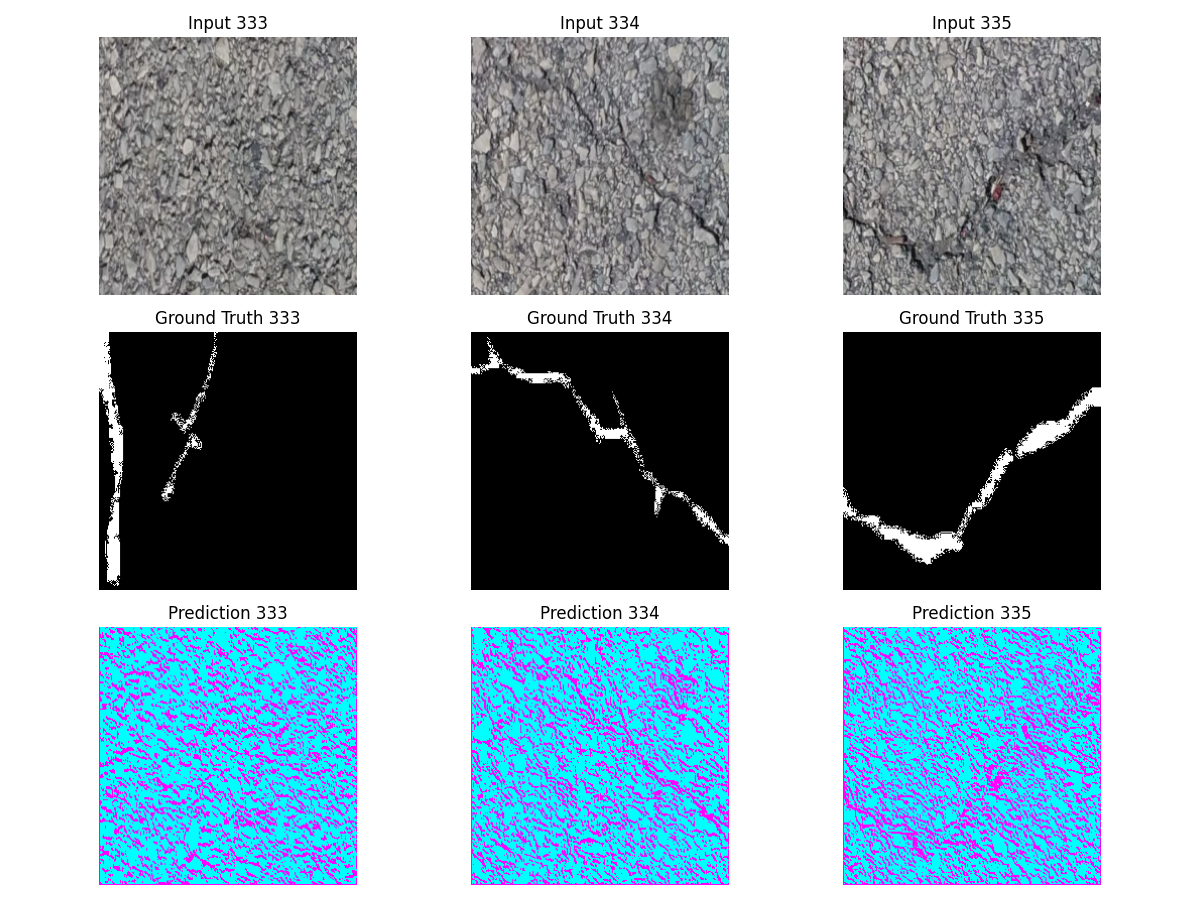 Input 333
Input 334
Input 335
Ground Truth 333
Ground Truth 334
Ground Truth 335
Prediction 333
Prediction 334
Prediction 335